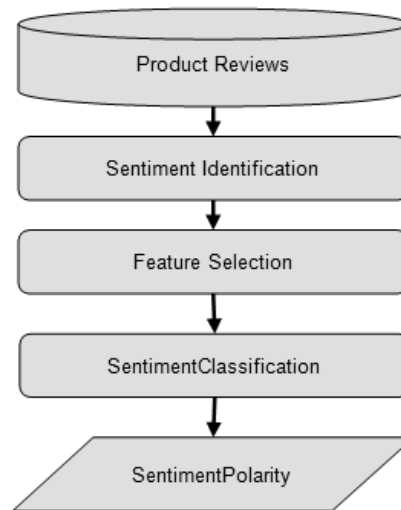 Product Reviews
Sentiment Identification
Feature Selection
SentimentClassification
SentimentPolarity